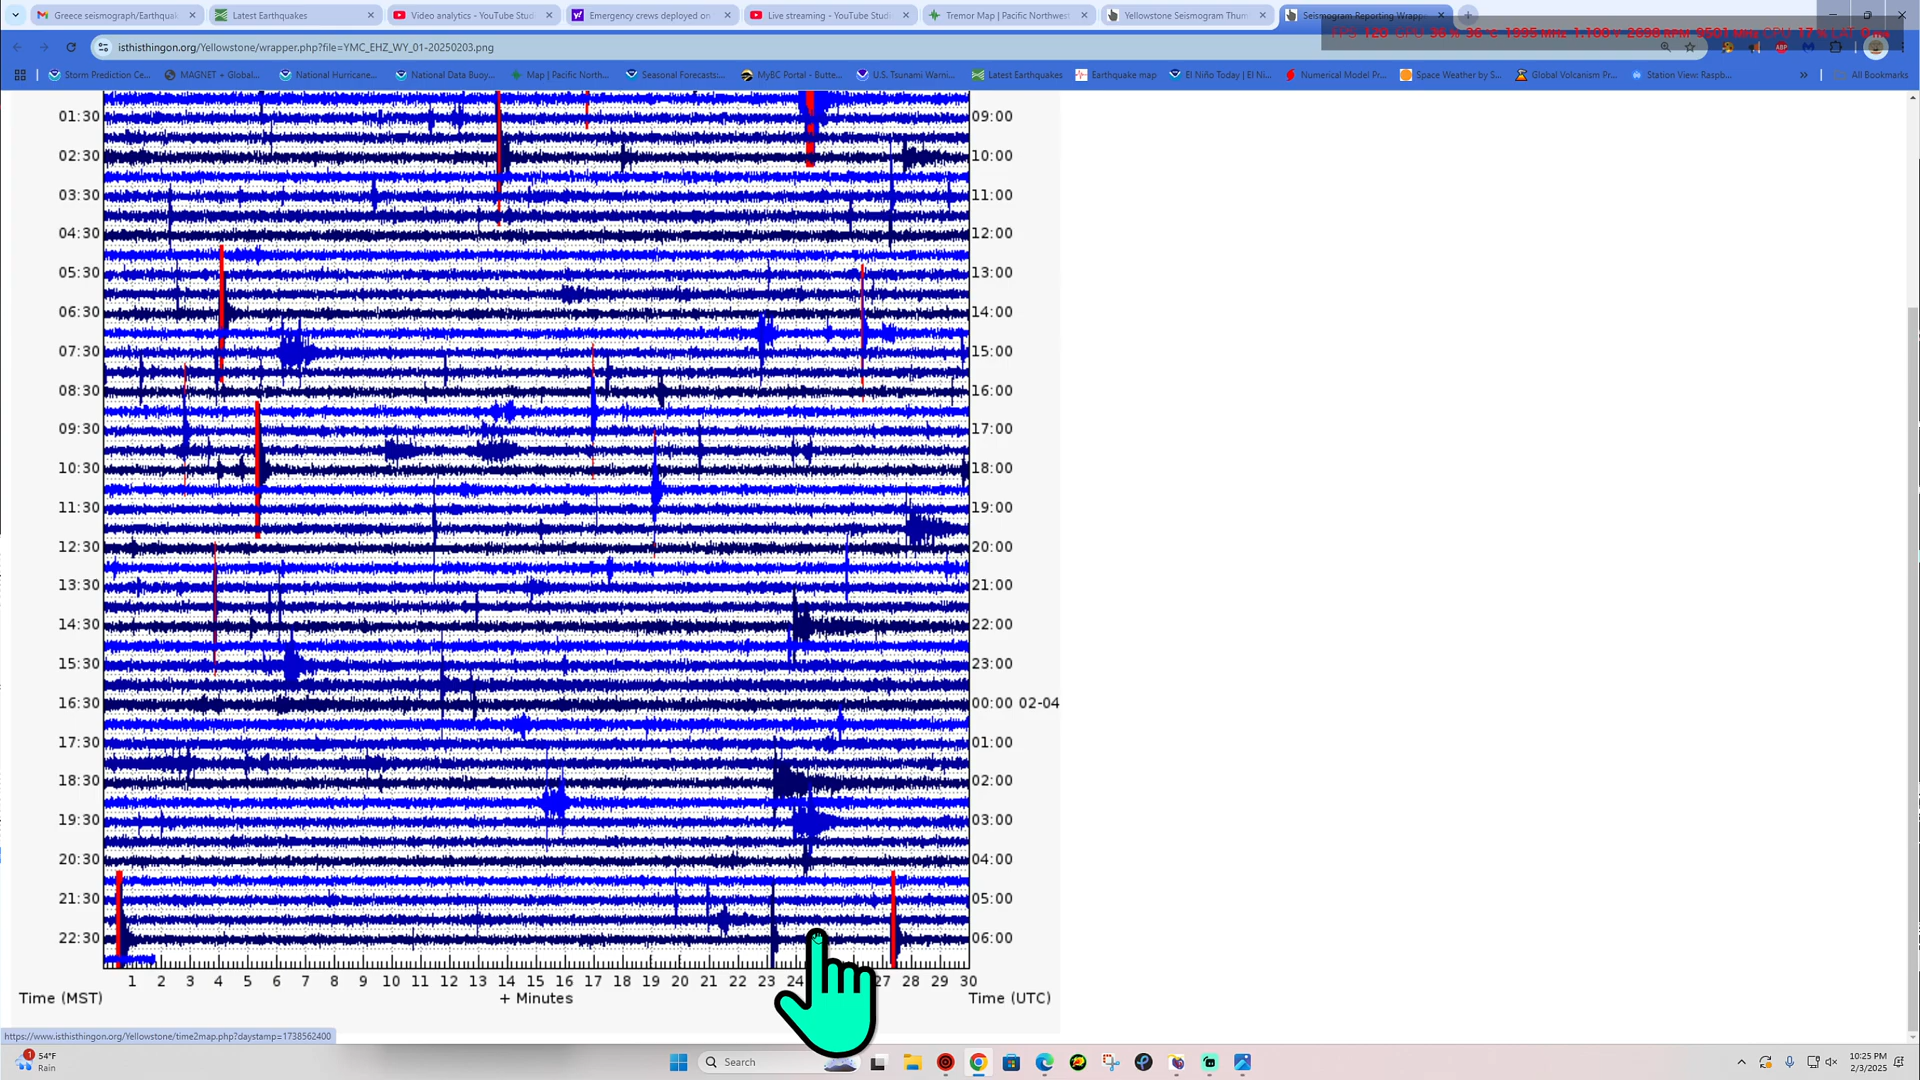 Greece seismograph/Earthquak
Latest Earthquakes
Video analytics - YouTube Studi
Emergency crews deployed on
Live streaming - YouTube Studi
Tremor Map | Pacific Northwest
Yellowstone Seismogram Thum
Seismogram Reporting Wrapp
isthisthingon.org/Yellowstone/wrapper.php?file=YMC_EHZ_WY_01-20250203.png
Storm Prediction Ce...
MAGNET + Global...
National Hurricane...
National Data Buoy...
Map | Pacific North...
Seasonal Forecasts:...
MyBC Portal - Butte...
U.S. Tsunami Warni...
Latest Earthquakes
Earthquake map
El Niño Today | El Ni...
Numerical Model Pr...
Space Weather by S...
Global Volcanism Pr...
Station View: Raspb...
All Bookmarks
01:30 09:00
02:30 10:00
03:30 11:00
04:30 12:00
05:30 13:00
06:30 14:00
07:30 15:00
08:30 16:00
09:30 17:00
10:30 18:00
11:30 19:00
12:30 20:00
13:30 21:00
14:30 22:00
15:30 23:00
16:30 00:00 02-04
17:30 01:00
18:30 02:00
19:30 03:00
20:30 04:00
21:30 05:00
22:30 06:00
1 2 3 4 5 6 7 8 9 10 11 12 13 14 15 16 17 18 19 20 21 22 23 24 27 28 29 30
Time (MST) + Minutes Time (UTC)
https://www.isthisthingon.org/Yellowstone/time2map.php?daystamp=1738562400
1
54°F
Rain
Search
10:25 PM
2/3/2025